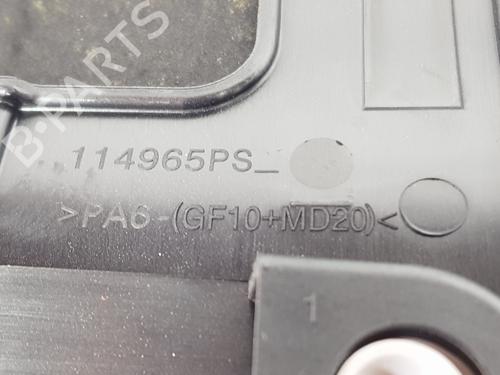 B-PARTS
114965PS_
>PA6-(GF10+MD20)<
1